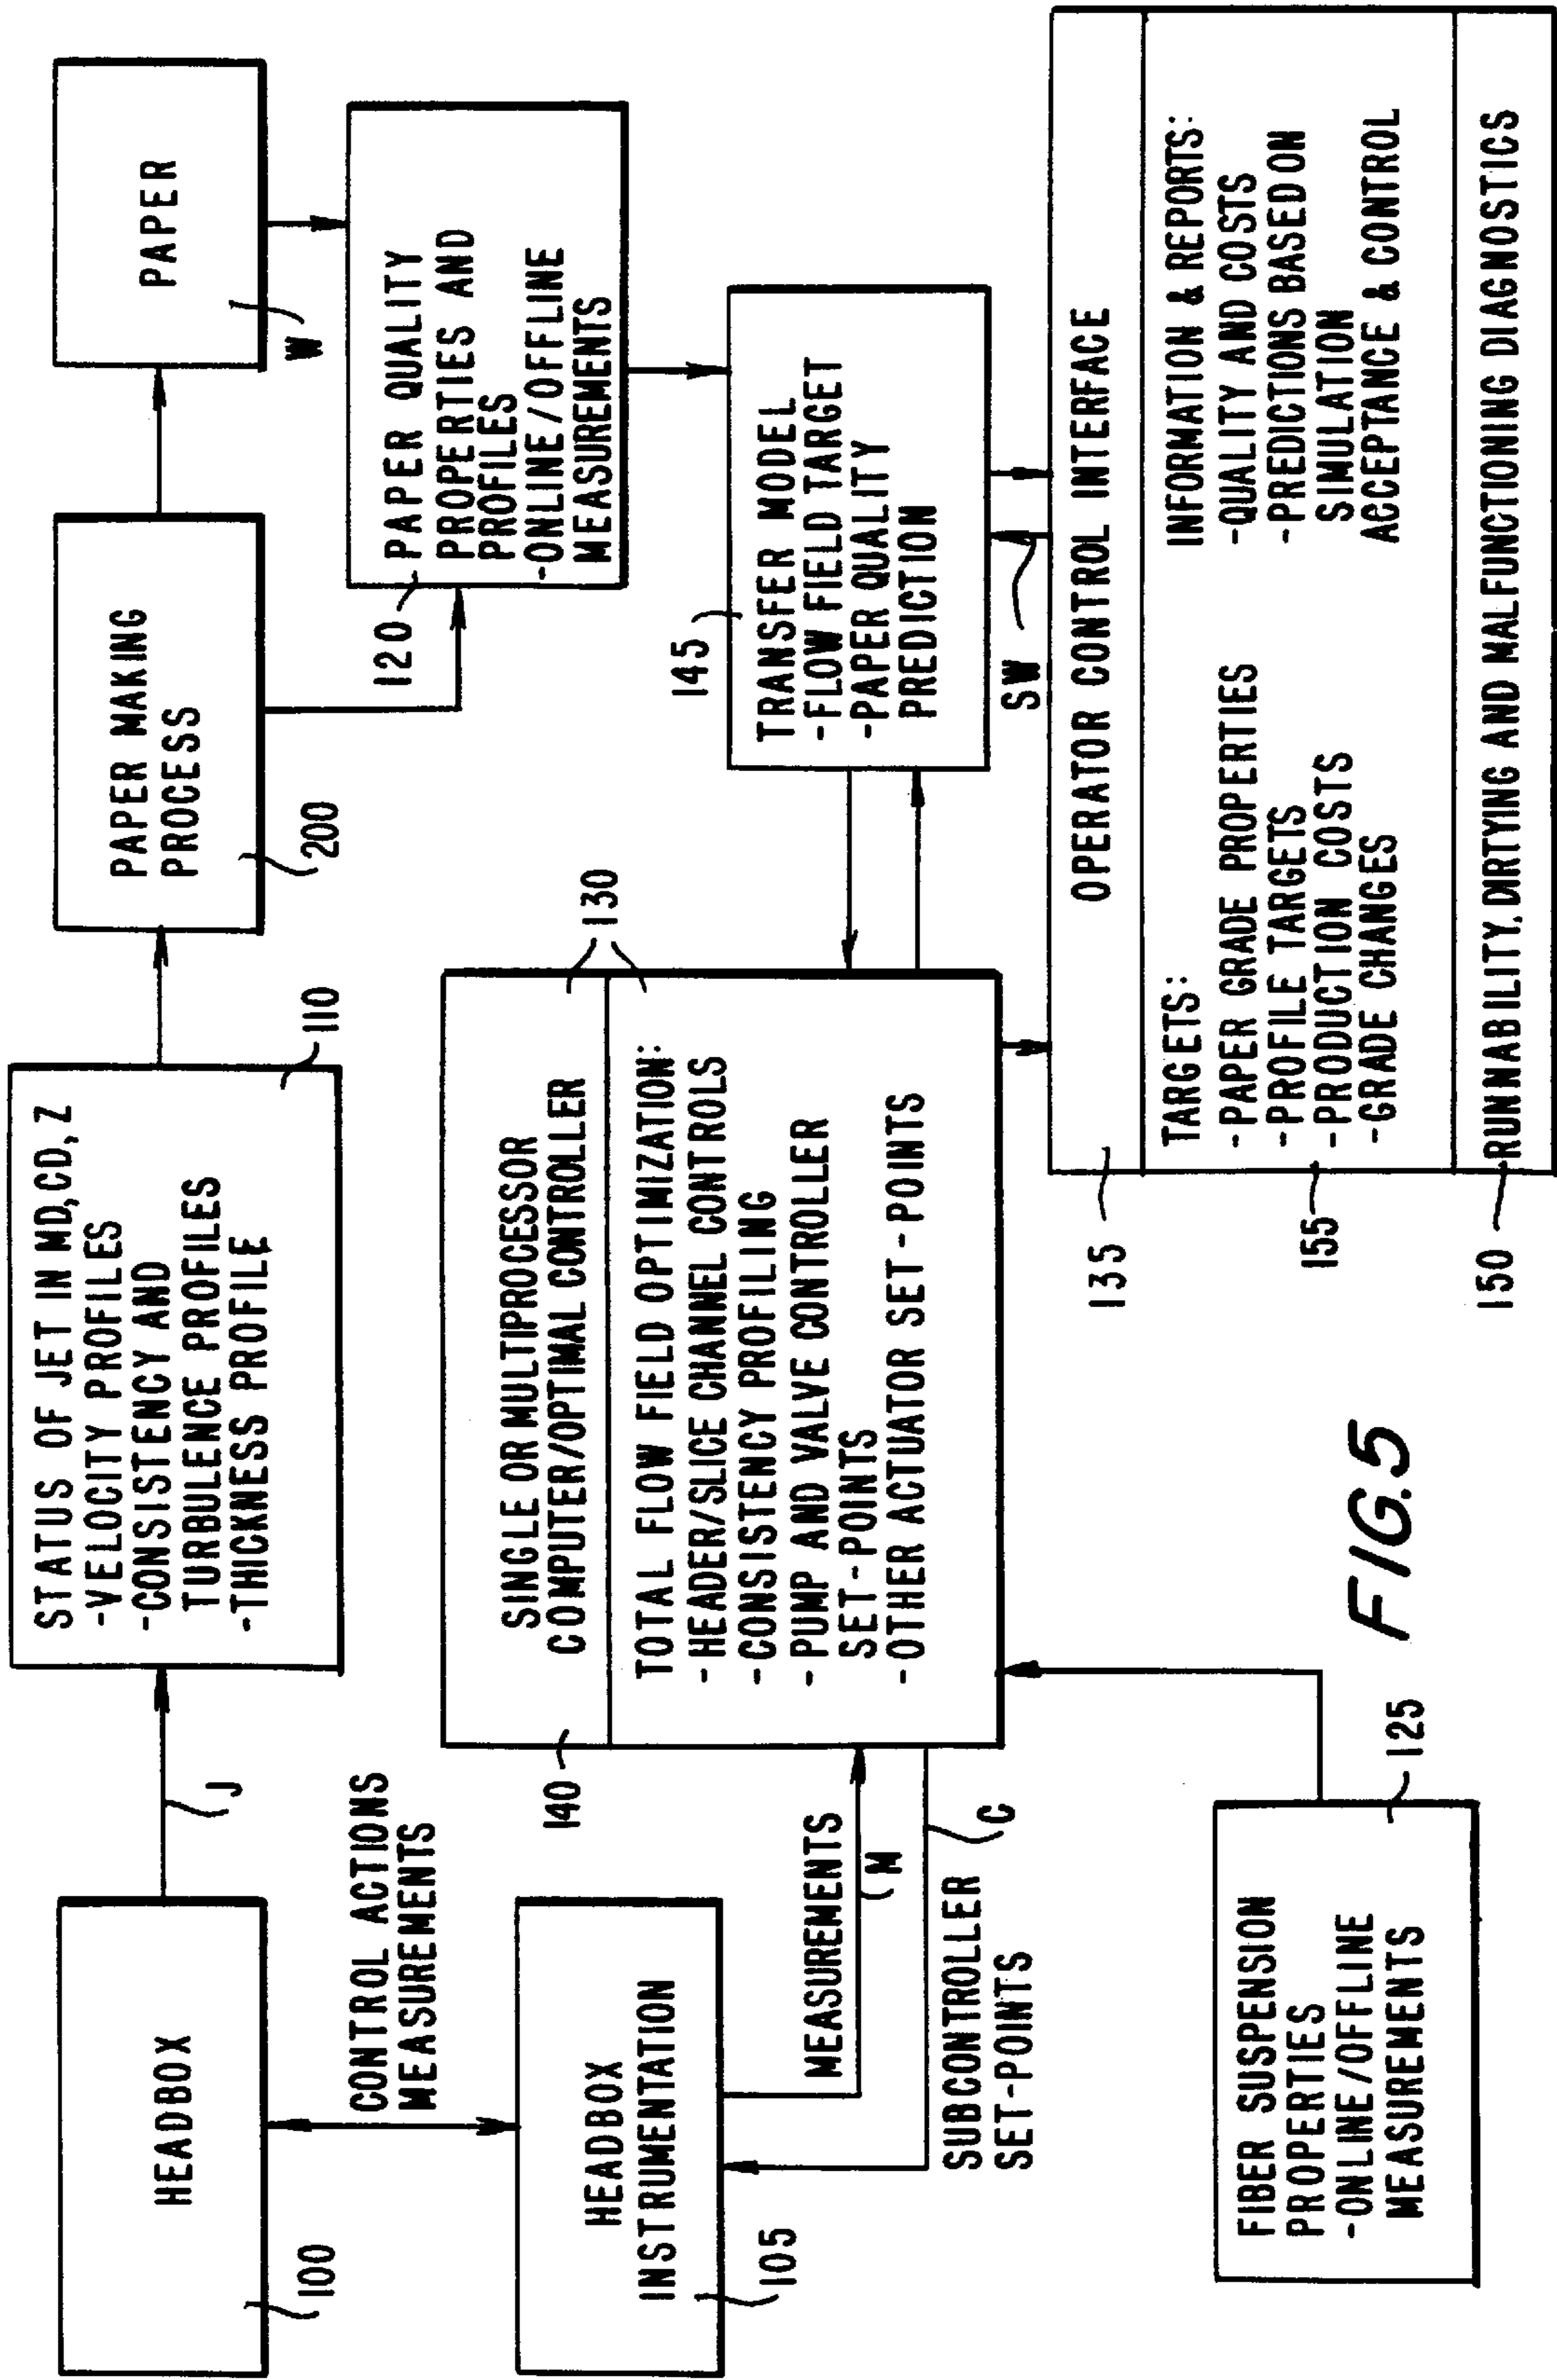 HEADBOX
100
J
STATUS OF JET IN MD,CD,Z
-VELOCITY PROFILES
-CONSISTENCY AND
TURBULENCE PROFILES
-THICKNESS PROFILE
110
PAPER MAKING
PROCESS
200
PAPER
W
CONTROL ACTIONS
MEASUREMENTS
HEADBOX
INSTRUMENTATION
105
MEASUREMENTS
M
C
SUBCONTROLLER
SET-POINTS
140
SINGLE OR MULTIPROCESSOR
COMPUTER/OPTIMAL CONTROLLER
130
TOTAL FLOW FIELD OPTIMIZATION:
-HEADER/SLICE CHANNEL CONTROLS
-CONSISTENCY PROFILING
-PUMP AND VALVE CONTROLLER
SET-POINTS
-OTHER ACTUATOR SET-POINTS
120
PAPER QUALITY
PROPERTIES AND
PROFILES
-ONLINE/OFFLINE
MEASUREMENTS
145
TRANSFER MODEL
-FLOW FIELD TARGET
-PAPER QUALITY
PREDICTION
SW
FIBER SUSPENSION
PROPERTIES
-ONLINE/OFFLINE
MEASUREMENTS
125
135
OPERATOR CONTROL INTERFACE
155
TARGETS:
-PAPER GRADE PROPERTIES
-PROFILE TARGETS
-PRODUCTION COSTS
-GRADE CHANGES
INFORMATION & REPORTS:
-QUALITY AND COSTS
-PREDICTIONS BASED ON
SIMULATION
ACCEPTANCE & CONTROL
150
RUNNABILITY, DIRTYING AND MALFUNCTIONING DIAGNOSTICS
FIG.5